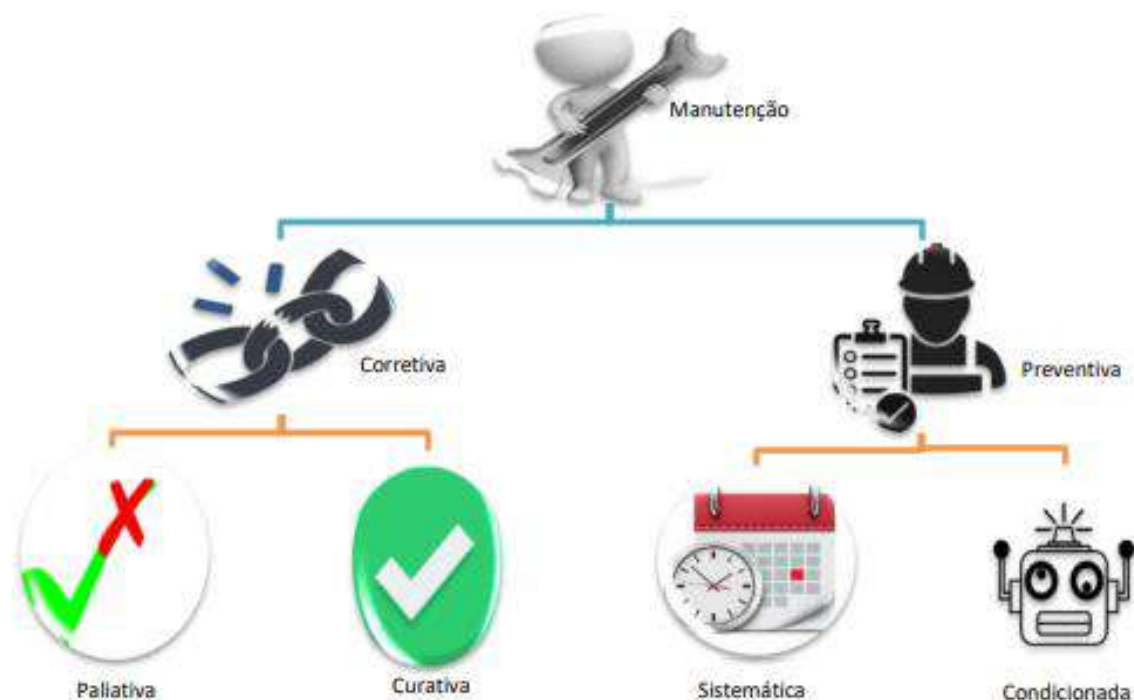 Manutenção
Corretiva
Preventiva
Paliativa
Curativa
Sistemática
Condicionada